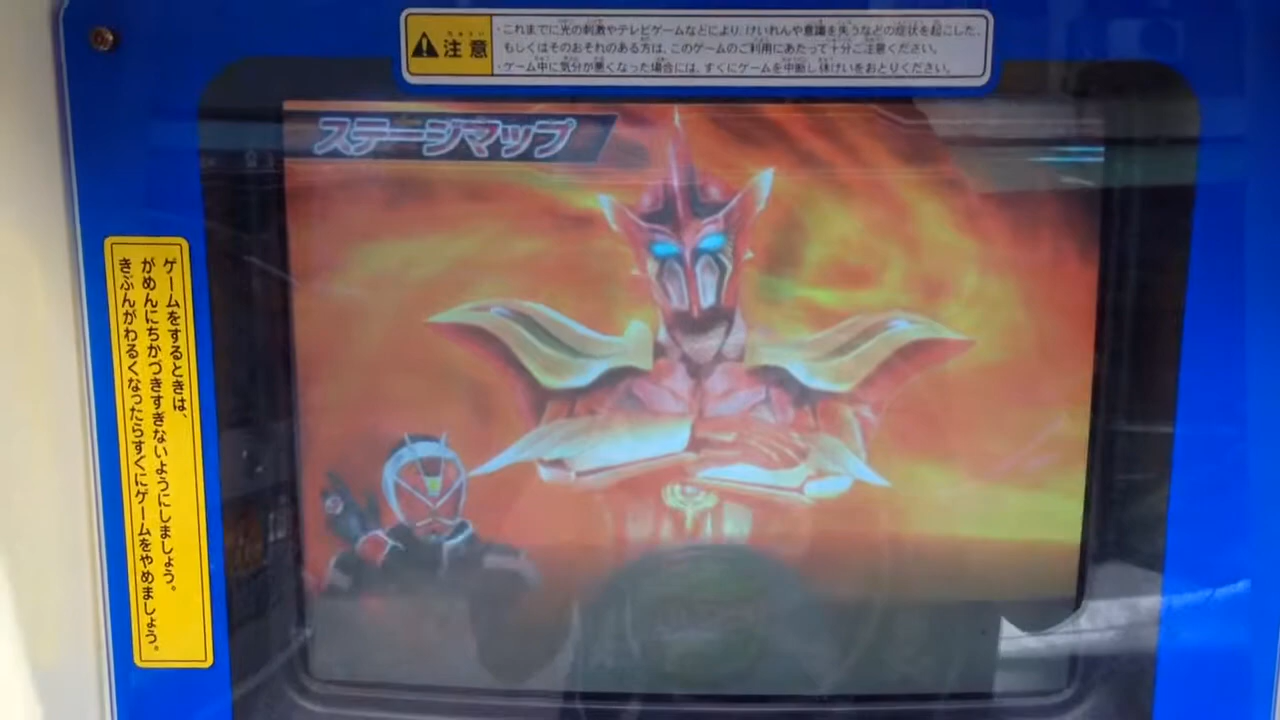 注意
・これまでに光の刺激やテレビゲームなどにより、けいれんや意識を失うなどの症状を起こした、
もしくはそのおそれのある方は、このゲームのご利用にあたって十分ご注意ください。
・ゲーム中に気分が悪くなった場合には、すぐにゲームを中断し休けいをおとりください。
ステージマップ
ゲームをするときは、
がめんにちかづきすぎないようにしましょう。
きぶんがわるくなったらすぐにゲームをやめましょう。